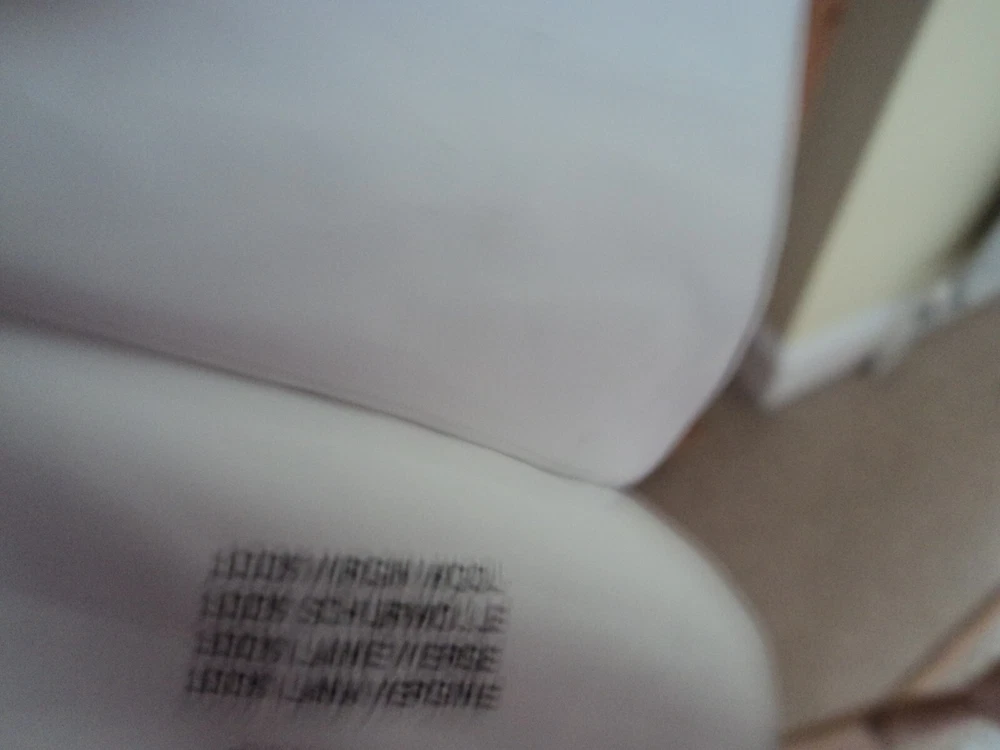 100% VIRGIN WOOL
100% SCHURWOLLE
100% LAINE VIERGE
100% LANA VERGINE